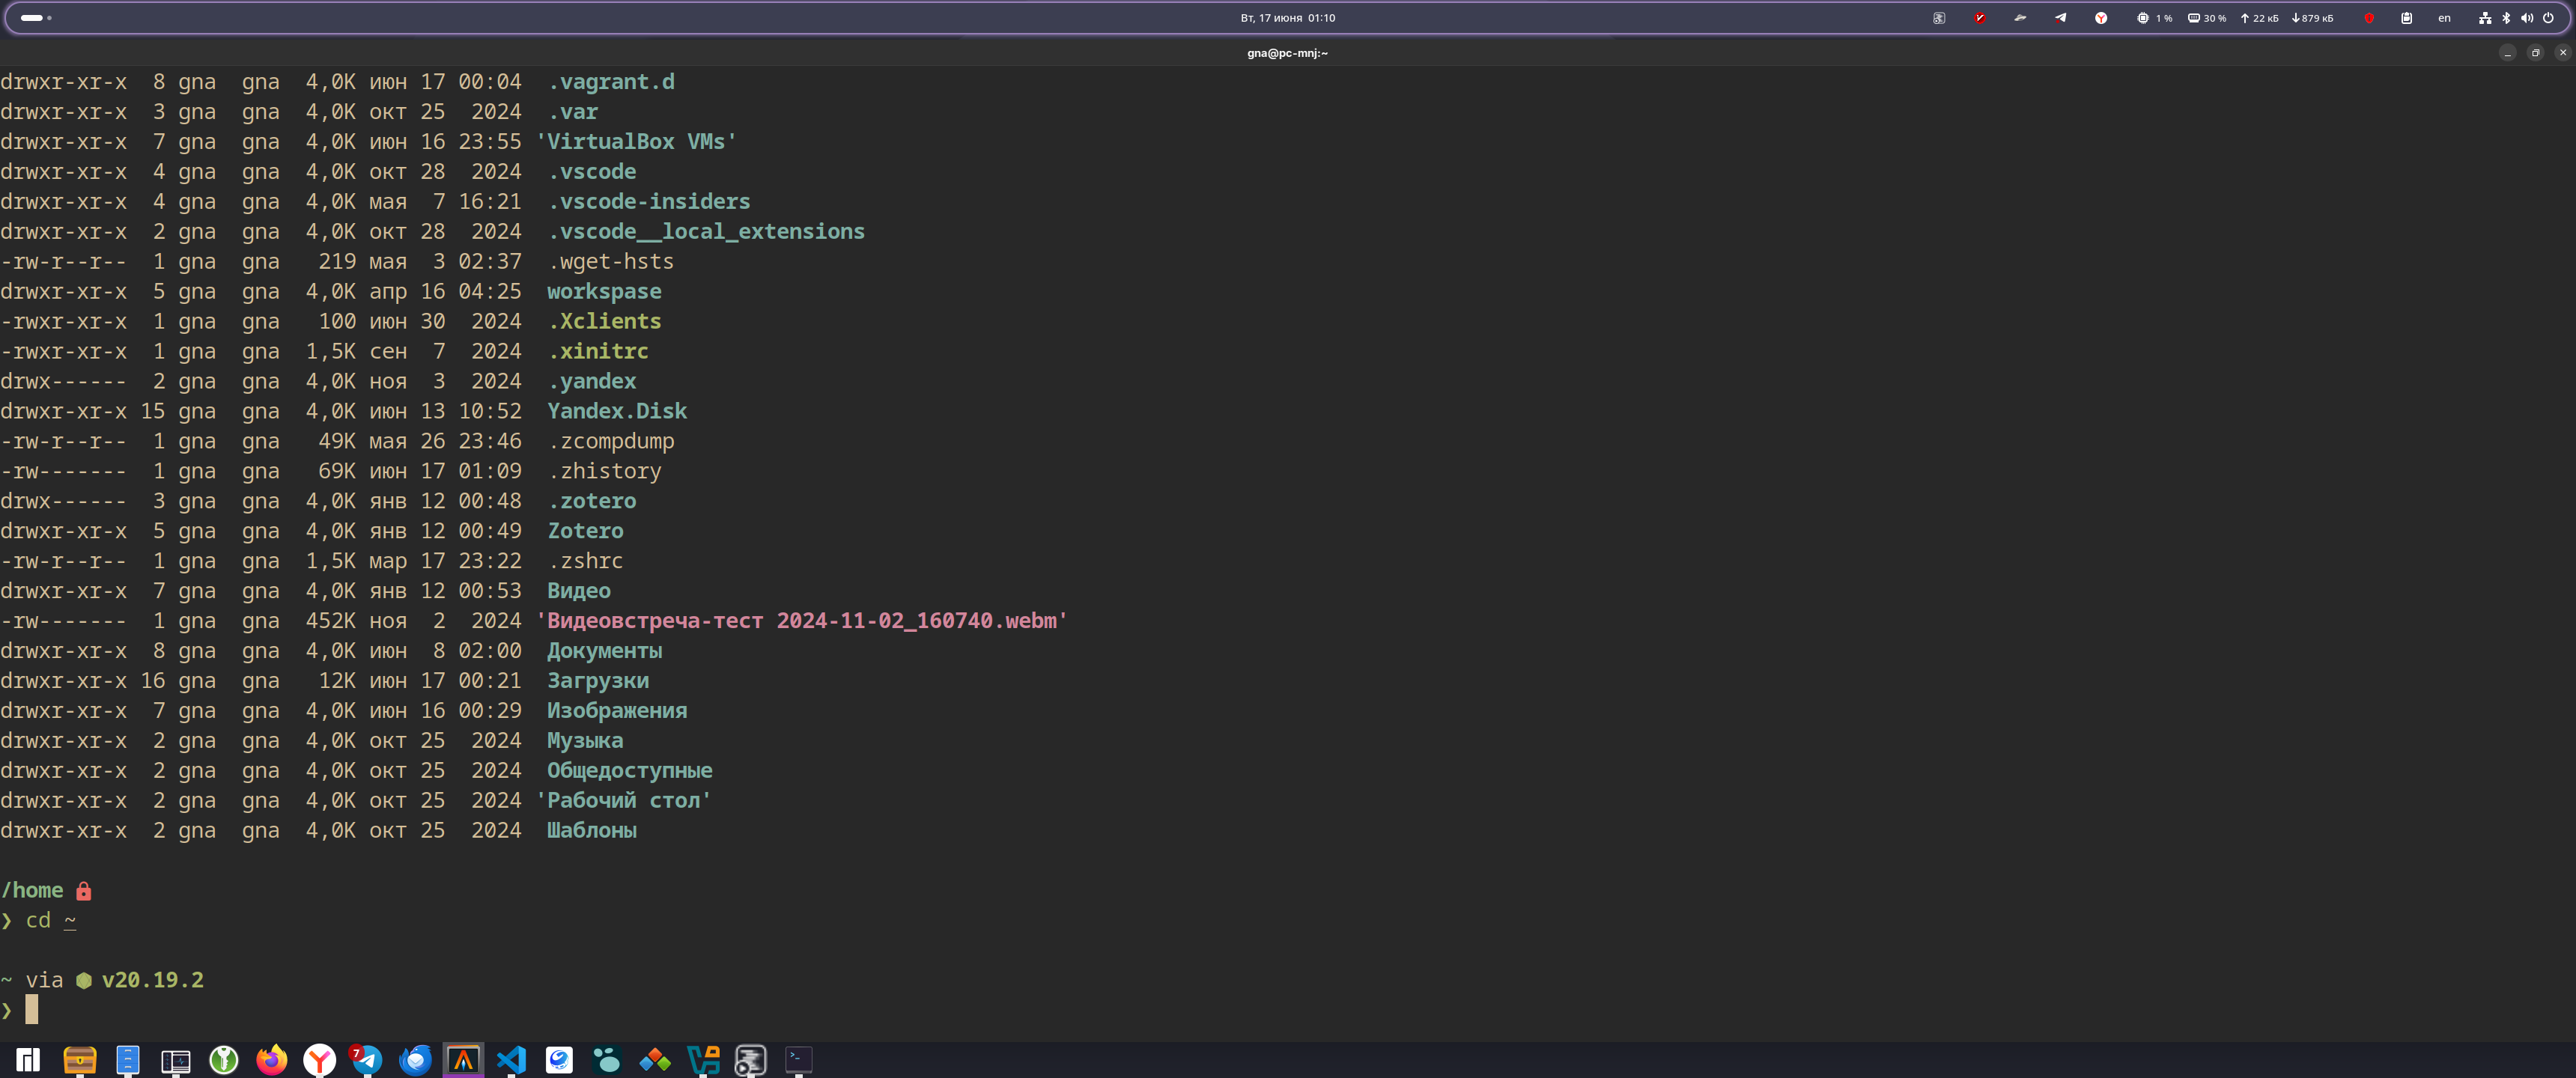 Вт, 17 июня 01:10
1 % 30 % 22 кБ 879 кБ en
gna@pc-mnj:~
drwxr-xr-x 8 gna gna 4,0K июн 17 00:04 .vagrant.d
drwxr-xr-x 3 gna gna 4,0K окт 25 2024 .var
drwxr-xr-x 7 gna gna 4,0K июн 16 23:55 'VirtualBox VMs'
drwxr-xr-x 4 gna gna 4,0K окт 28 2024 .vscode
drwxr-xr-x 4 gna gna 4,0K мая 7 16:21 .vscode-insiders
drwxr-xr-x 2 gna gna 4,0K окт 28 2024 .vscode__local_extensions
-rw-r--r-- 1 gna gna 219 мая 3 02:37 .wget-hsts
drwxr-xr-x 5 gna gna 4,0K апр 16 04:25 workspase
-rwxr-xr-x 1 gna gna 100 июн 30 2024 .Xclients
-rwxr-xr-x 1 gna gna 1,5K сен 7 2024 .xinitrc
drwx------ 2 gna gna 4,0K ноя 3 2024 .yandex
drwxr-xr-x 15 gna gna 4,0K июн 13 10:52 Yandex.Disk
-rw-r--r-- 1 gna gna 49K мая 26 23:46 .zcompdump
-rw------- 1 gna gna 69K июн 17 01:09 .zhistory
drwx------ 3 gna gna 4,0K янв 12 00:48 .zotero
drwxr-xr-x 5 gna gna 4,0K янв 12 00:49 Zotero
-rw-r--r-- 1 gna gna 1,5K мар 17 23:22 .zshrc
drwxr-xr-x 7 gna gna 4,0K янв 12 00:53 Видео
-rw------- 1 gna gna 452K ноя 2 2024 'Видеовстреча-тест 2024-11-02_160740.webm'
drwxr-xr-x 8 gna gna 4,0K июн 8 02:00 Документы
drwxr-xr-x 16 gna gna 12K июн 17 00:21 Загрузки
drwxr-xr-x 7 gna gna 4,0K июн 16 00:29 Изображения
drwxr-xr-x 2 gna gna 4,0K окт 25 2024 Музыка
drwxr-xr-x 2 gna gna 4,0K окт 25 2024 Общедоступные
drwxr-xr-x 2 gna gna 4,0K окт 25 2024 'Рабочий стол'
drwxr-xr-x 2 gna gna 4,0K окт 25 2024 Шаблоны
/home
❯ cd ~
~ via ⬢ v20.19.2
❯
7